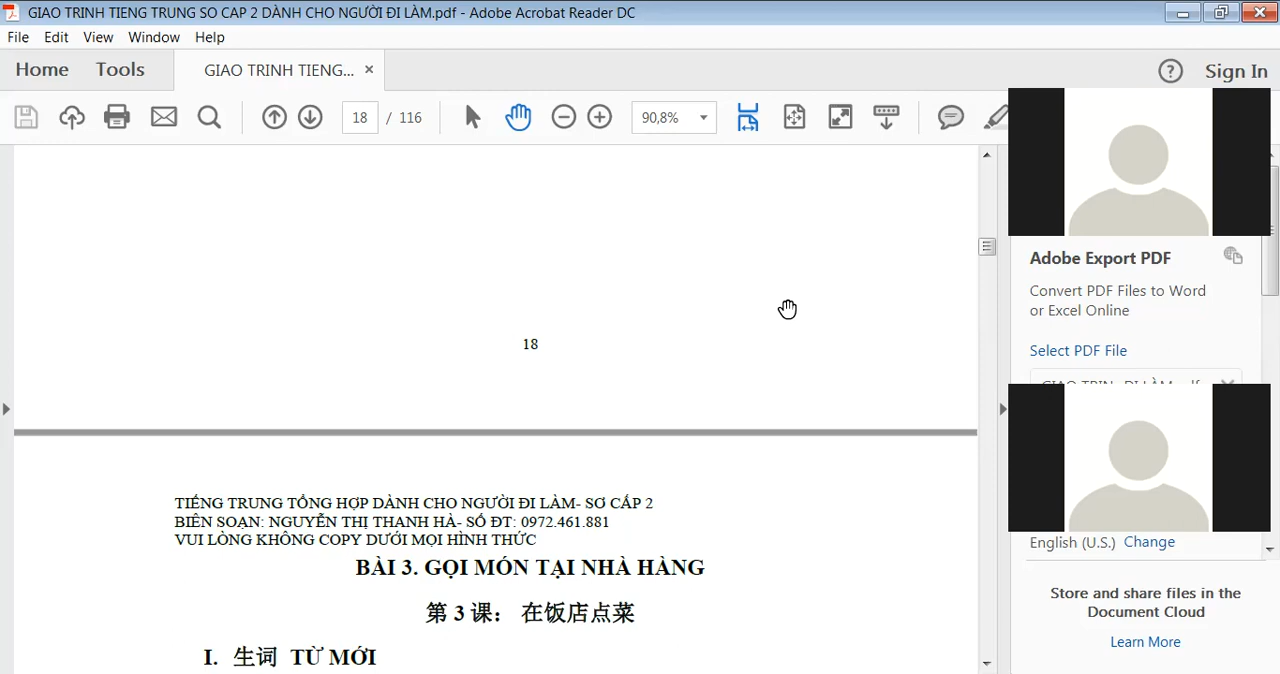 GIAO TRINH TIENG TRUNG SO CAP 2 DÀNH CHO NGƯỜI ĐI LÀM.pdf - Adobe Acrobat Reader DC
File Edit View Window Help
Home Tools GIAO TRINH TIENG... × ? Sign In
18 / 116 90,8%
18
TIẾNG TRUNG TỔNG HỢP DÀNH CHO NGƯỜI ĐI LÀM- SƠ CẤP 2
BIÊN SOẠN: NGUYỄN THỊ THANH HÀ- SỐ ĐT: 0972.461.881
VUI LÒNG KHÔNG COPY DƯỚI MỌI HÌNH THỨC
BÀI 3. GỌI MÓN TẠI NHÀ HÀNG
第 3 课: 在饭店点菜
I. 生词 TỪ MỚI
Adobe Export PDF
Convert PDF Files to Word
or Excel Online
Select PDF File
English (U.S.) Change
Store and share files in the
Document Cloud
Learn More